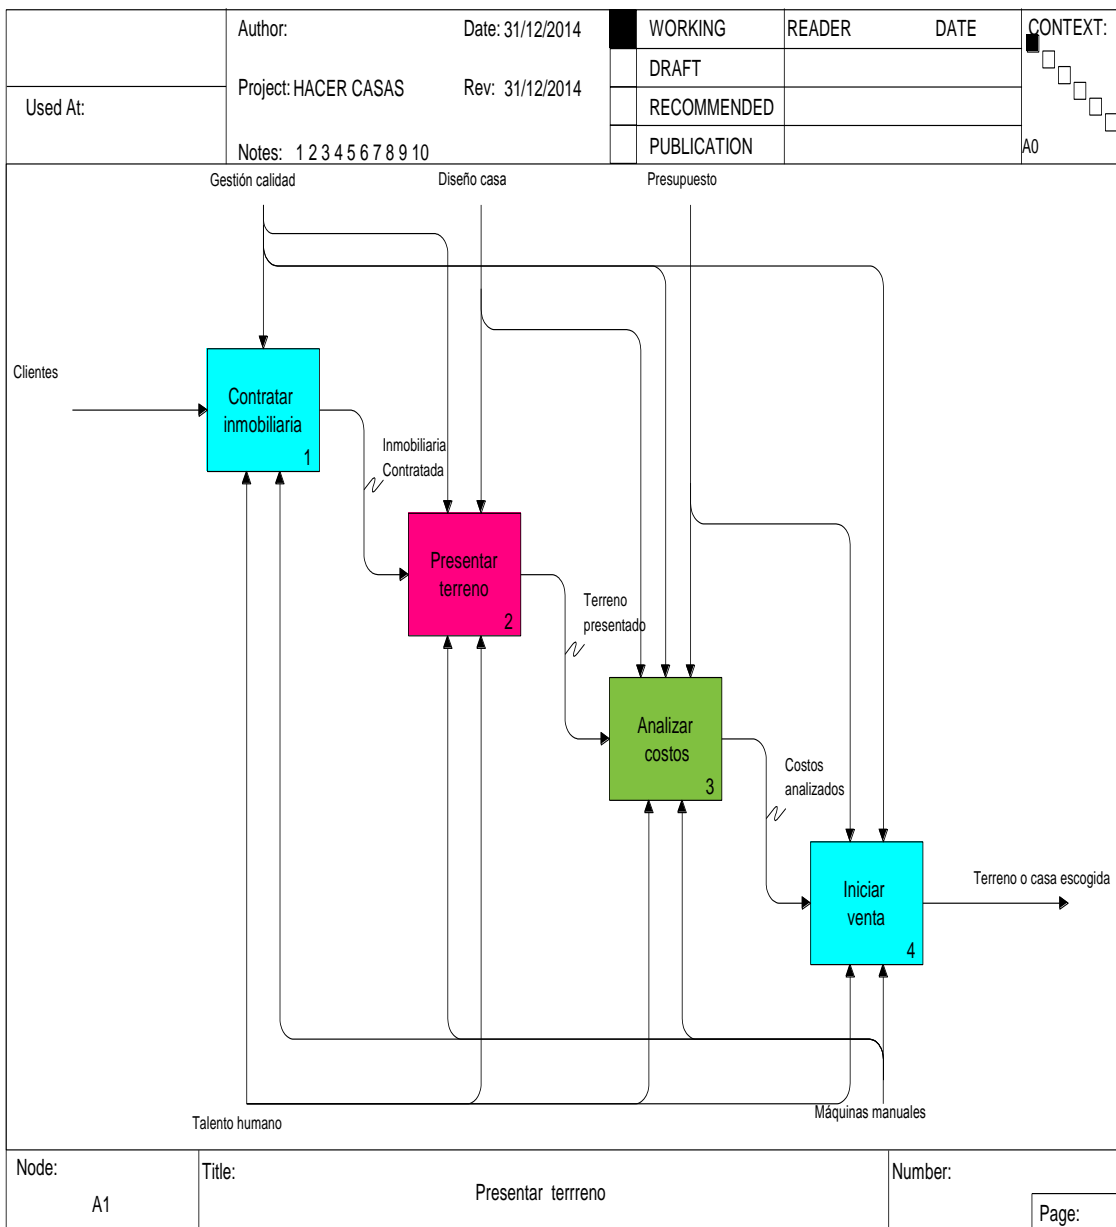 Used At:
Author:
Date: 31/12/2014
Project: HACER CASAS
Rev: 31/12/2014
Notes: 1 2 3 4 5 6 7 8 9 10
WORKING
DRAFT
RECOMMENDED
PUBLICATION
READER
DATE
CONTEXT:
A0
Gestión calidad
Diseño casa
Presupuesto
Clientes
Contratar
inmobiliaria
1
Inmobiliaria
Contratada
Presentar
terreno
2
Terreno
presentado
Analizar
costos
3
Costos
analizados
Iniciar
venta
4
Terreno o casa escogida
Talento humano
Máquinas manuales
Node:
A1
Title:
Presentar terrreno
Number:
Page: